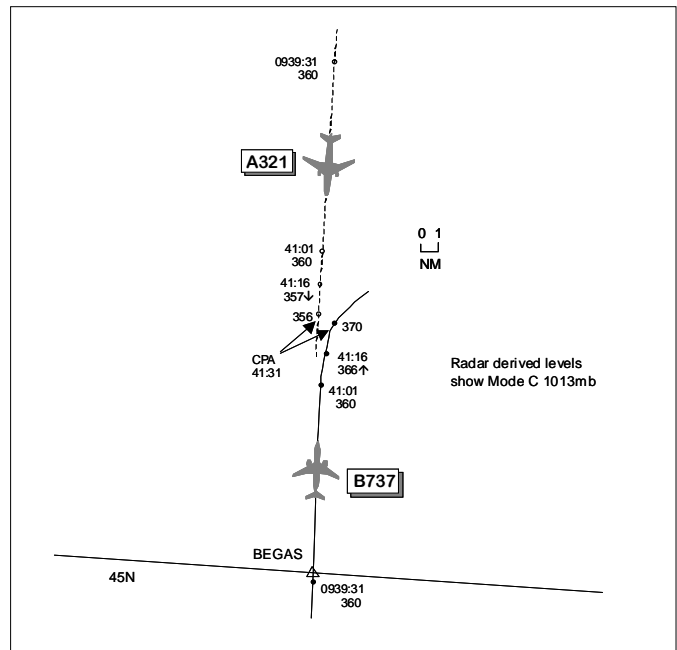 0939:31
360
A321
0 1
NM
41:01
360
41:16
357↓
356
370
CPA
41:31
41:16
366↑
Radar derived levels
show Mode C 1013mb
41:01
360
B737
BEGAS
45N
0939:31
360